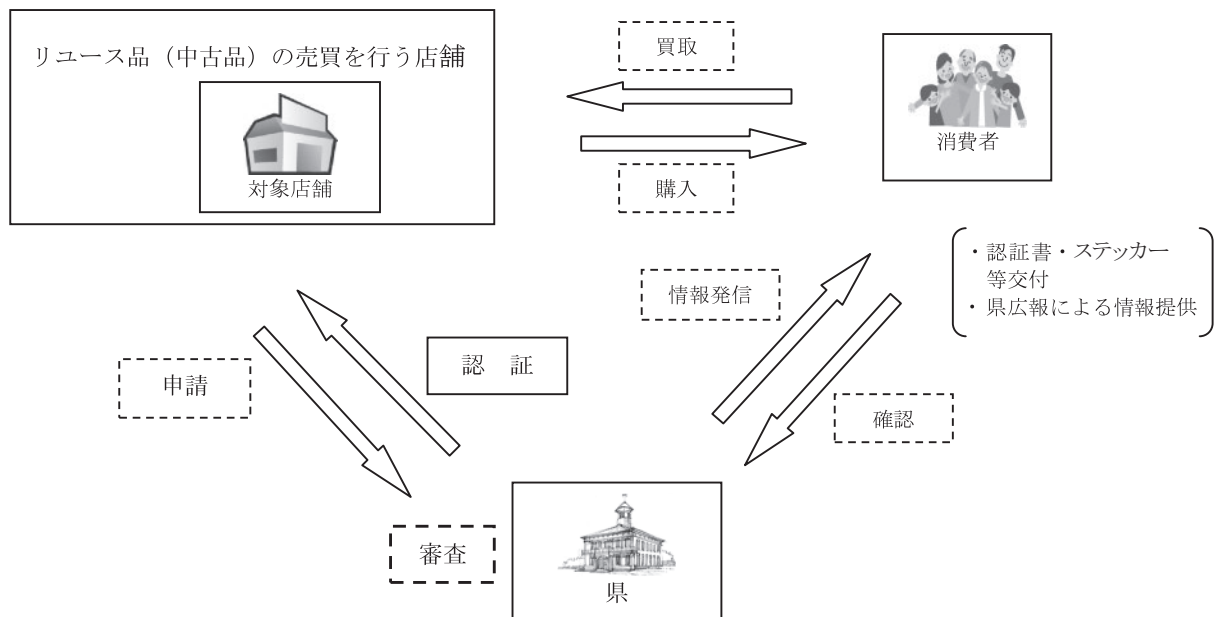 リユース品（中古品）の売買を行う店舗
対象店舗
買取
購入
消費者
・認証書・ステッカー
等交付
・県広報による情報提供
情報発信
確認
申請
認　証
審査
県